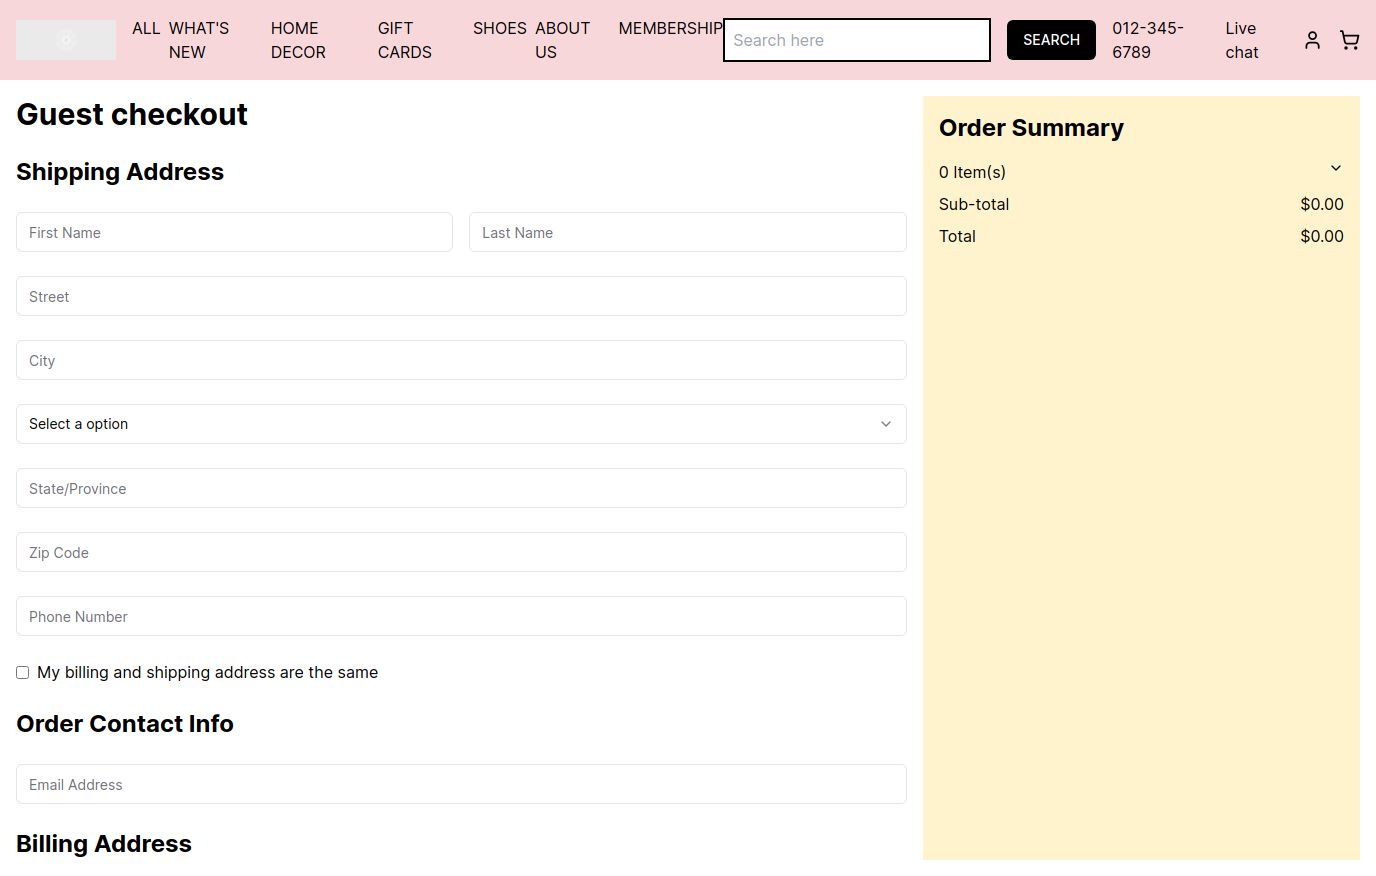 ALL
WHAT'S
NEW
HOME
DECOR
GIFT
CARDS
SHOES
ABOUT
US
MEMBERSHIP
Search here
SEARCH
012-345-
6789
Live
chat
Guest checkout
Shipping Address
First Name
Last Name
Street
City
Select a option
State/Province
Zip Code
Phone Number
My billing and shipping address are the same
Order Contact Info
Email Address
Billing Address
Order Summary
0 Item(s)
Sub-total $0.00
Total $0.00